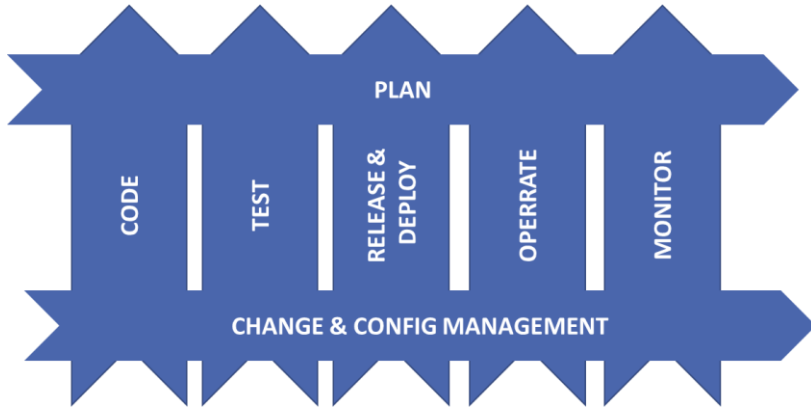 PLAN
CODE
TEST
RELEASE &
DEPLOY
OPERRATE
MONITOR
CHANGE & CONFIG MANAGEMENT